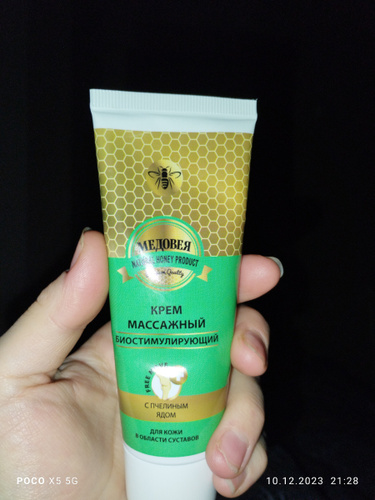 МЕДОВЕЯ
NATURAL HONEY PRODUCT
Quality
КРЕМ
МАССАЖНЫЙ
БИОСТИМУЛИРУЮЩИЙ
FREE
С ПЧЕЛИНЫМ
ЯДОМ
ДЛЯ КОЖИ
В ОБЛАСТИ СУСТАВОВ
POCO X5 5G
10.12.2023 21:28